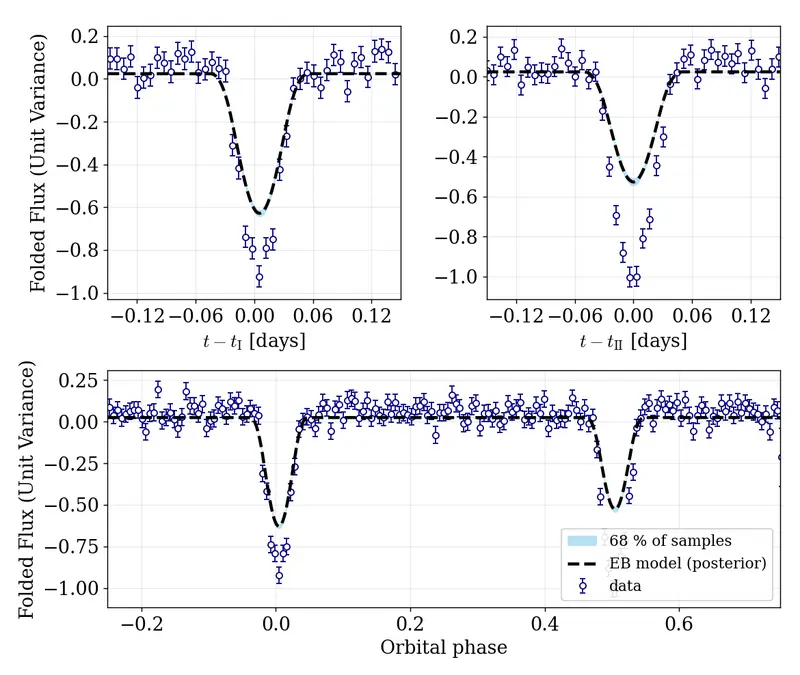 Folded Flux (Unit Variance)
0.2
0.0
−0.2
−0.4
−0.6
−0.8
−1.0
−0.12 −0.06 0.00 0.06 0.12
t − tI [days]
0.2
0.0
−0.2
−0.4
−0.6
−0.8
−1.0
−0.12 −0.06 0.00 0.06 0.12
t − tII [days]
Folded Flux (Unit Variance)
0.25
0.00
−0.25
−0.50
−0.75
−1.00
68 % of samples
EB model (posterior)
data
−0.2 0.0 0.2 0.4 0.6
Orbital phase